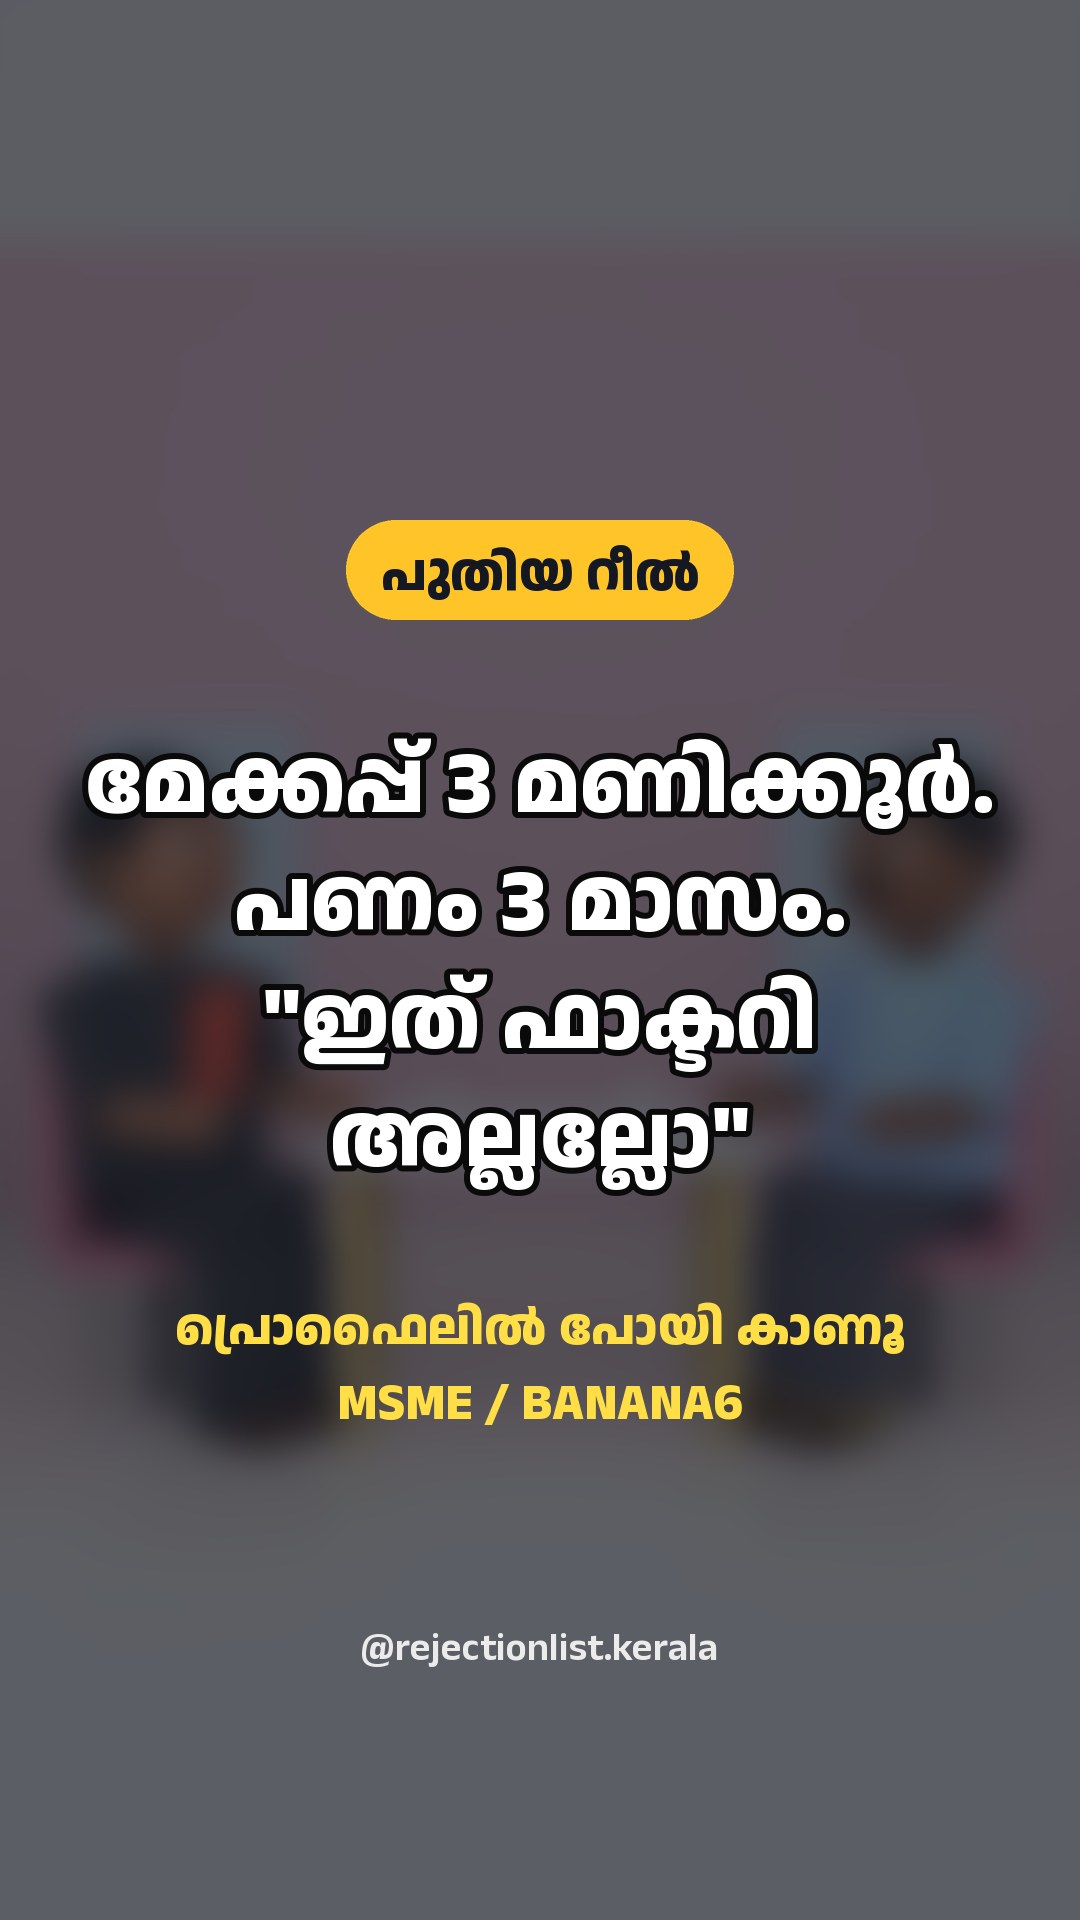 പുതിയ റീൽ
മേക്കപ്പ് 3 മണിക്കൂർ.
പണം 3 മാസം.
"ഇത് ഫാക്ടറി
അല്ലല്ലോ"
പ്രൊഫൈലിൽ പോയി കാണൂ
MSME / BANANA6
@rejectionlist.kerala